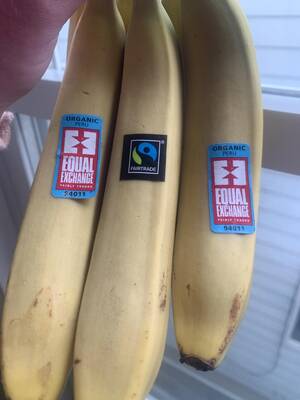 ORGANIC
PERU
EQUAL
EXCHANGE
FAIRLY TRADED
94011
FAIRTRADE
ORGANIC
PERU
EQUAL
EXCHANGE
FAIRLY TRADED
94011